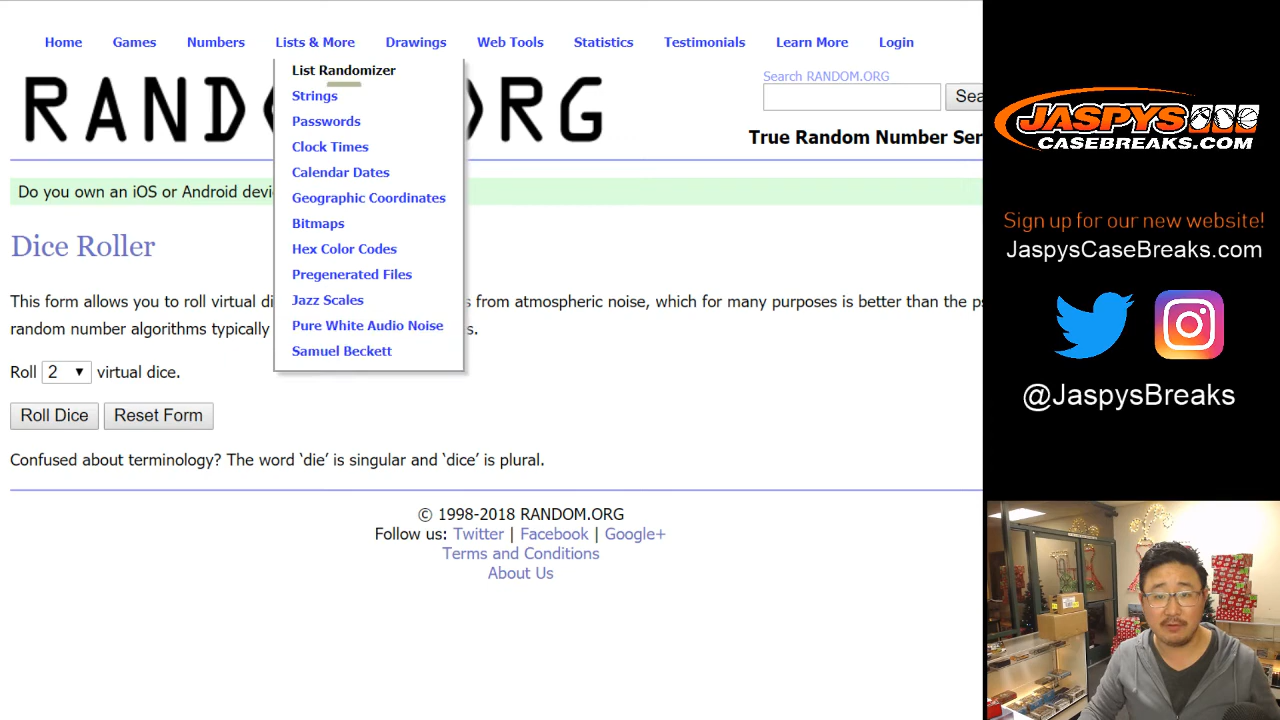 Home Games Numbers Lists & More Drawings Web Tools Statistics Testimonials Learn More Login
List Randomizer
Strings
Passwords
Clock Times
Calendar Dates
Geographic Coordinates
Bitmaps
Hex Color Codes
Pregenerated Files
Jazz Scales
Pure White Audio Noise
Samuel Beckett
RAND RG
Search RANDOM.ORG
Sea
True Random Number Ser
Do you own an iOS or Android devi
Dice Roller
This form allows you to roll virtual di s from atmospheric noise, which for many purposes is better than the ps
random number algorithms typically s.
Roll 2 virtual dice.
Roll Dice Reset Form
Confused about terminology? The word ‘die’ is singular and ‘dice’ is plural.
© 1998-2018 RANDOM.ORG
Follow us: Twitter | Facebook | Google+
Terms and Conditions
About Us
JASPYS
CASEBREAKS.COM
Sign up for our new website!
JaspysCaseBreaks.com
@JaspysBreaks